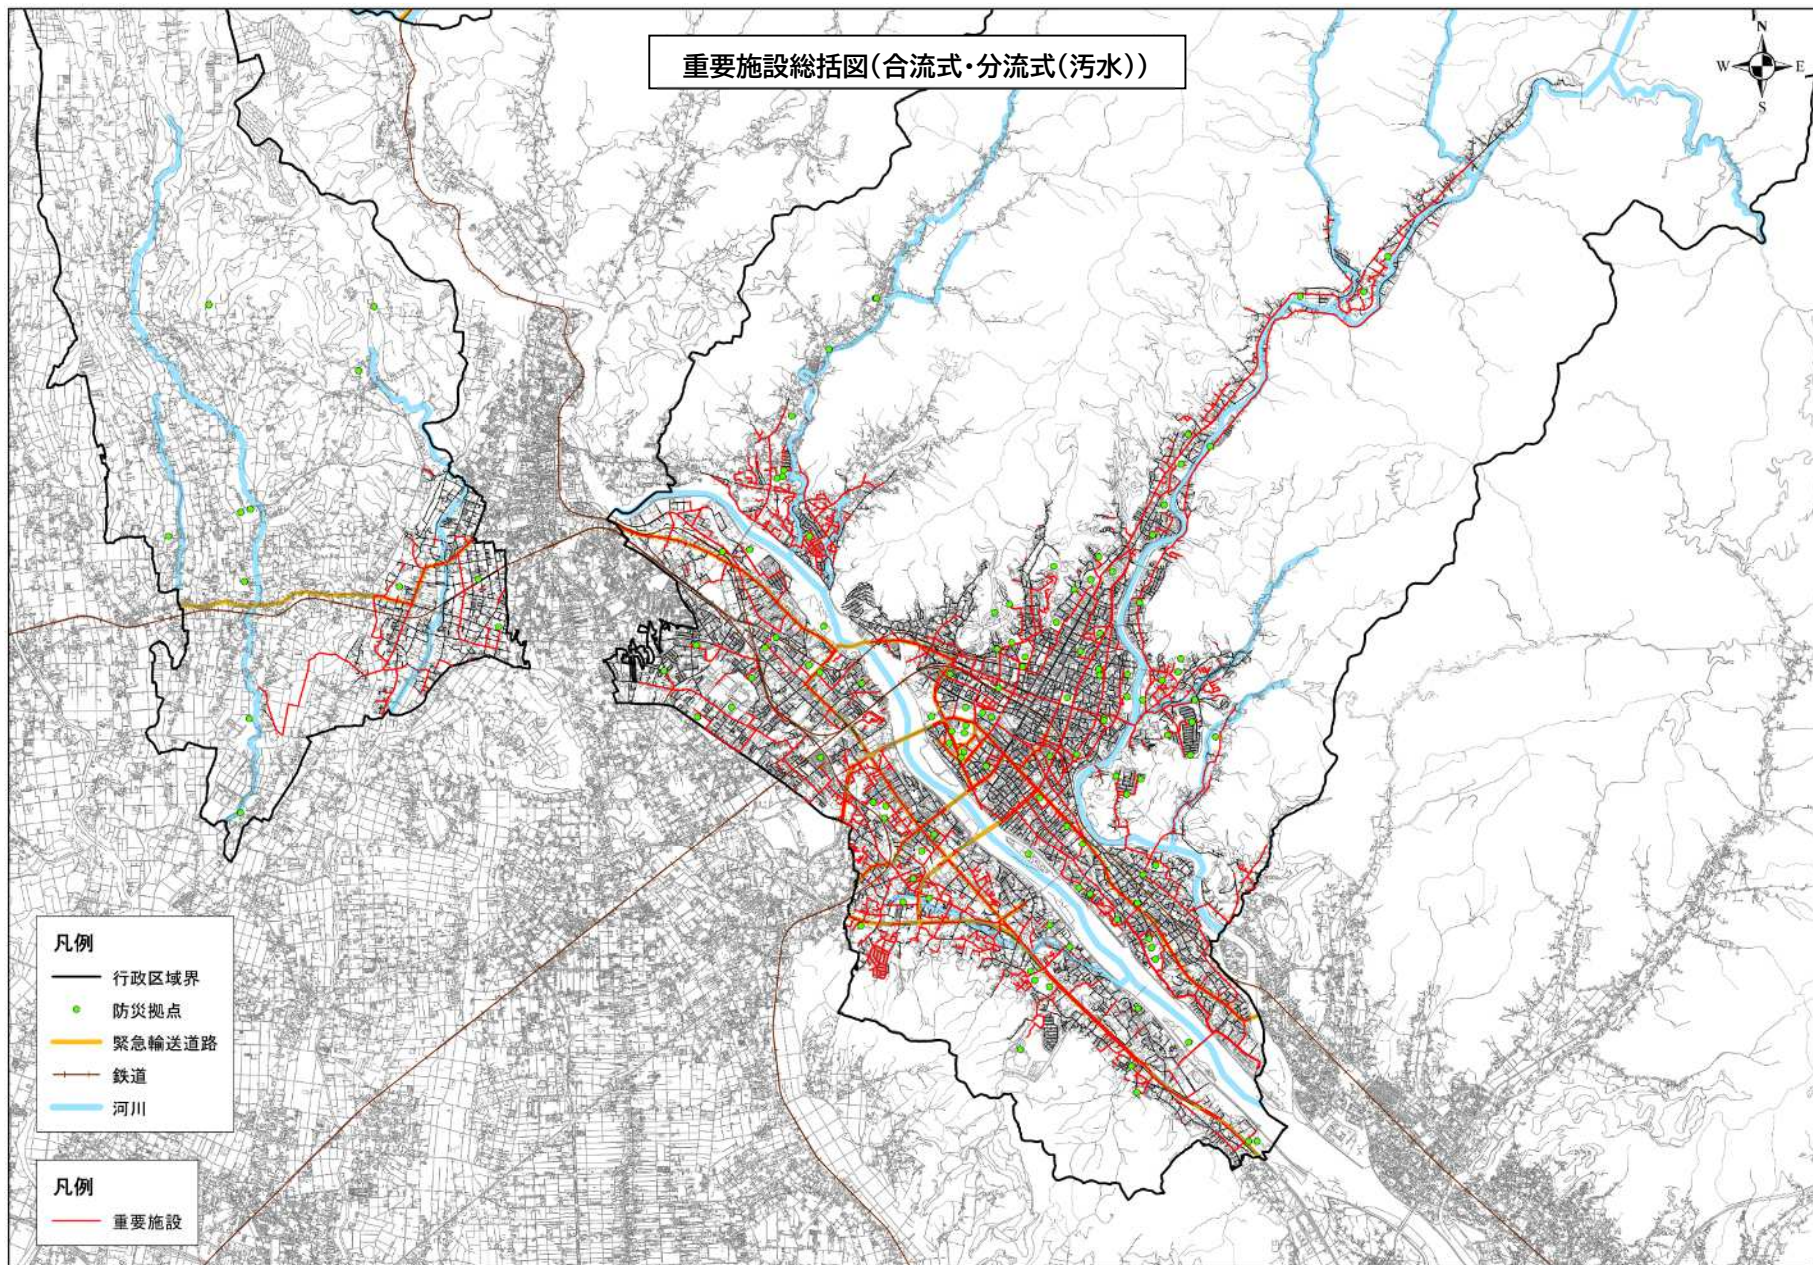 重要施設総括図(合流式・分流式(汚水))
N
W E
S
凡例
行政区域界
防災拠点
緊急輸送道路
鉄道
河川
凡例
重要施設